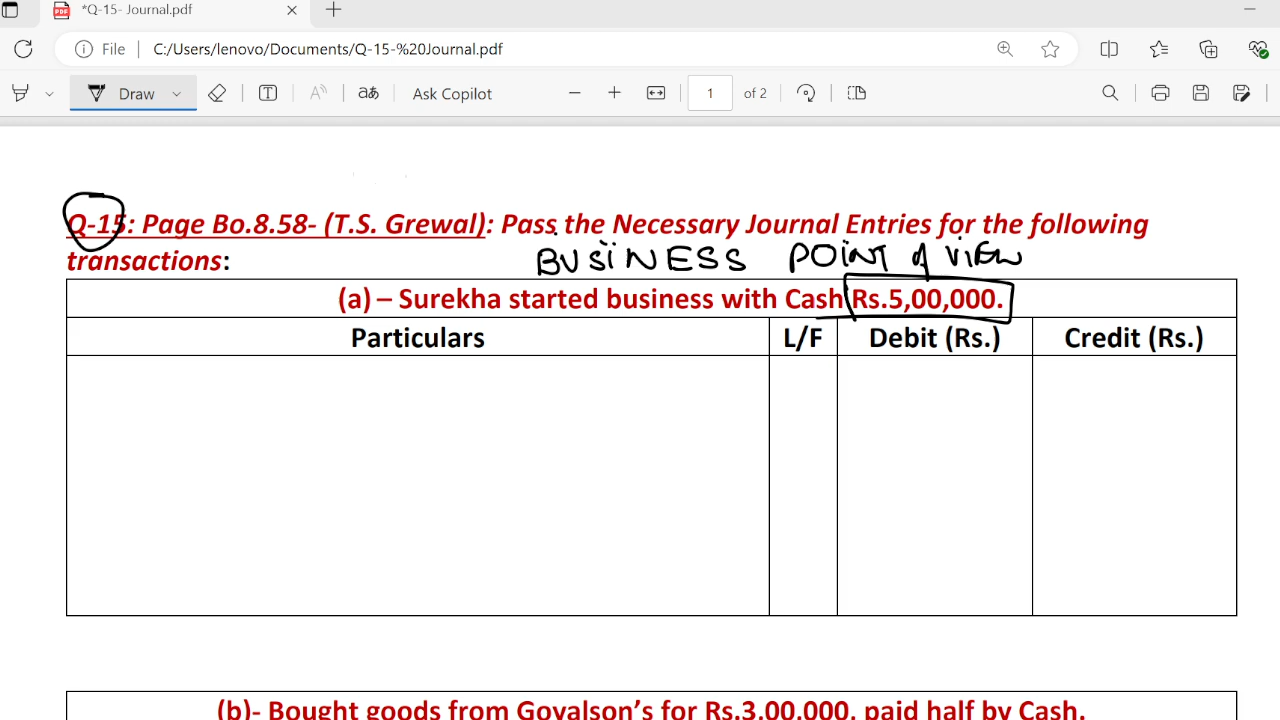 *Q-15- Journal.pdf
File C:/Users/lenovo/Documents/Q-15-%20Journal.pdf
Draw Ask Copilot 1 of 2
Q-15: Page Bo.8.58- (T.S. Grewal): Pass the Necessary Journal Entries for the following
transactions:
BUSINESS POINT of VIEW
(a) – Surekha started business with Cash Rs.5,00,000.
Particulars L/F Debit (Rs.) Credit (Rs.)
(b)- Bought goods from Goyalson's for Rs.3,00,000, paid half by Cash.